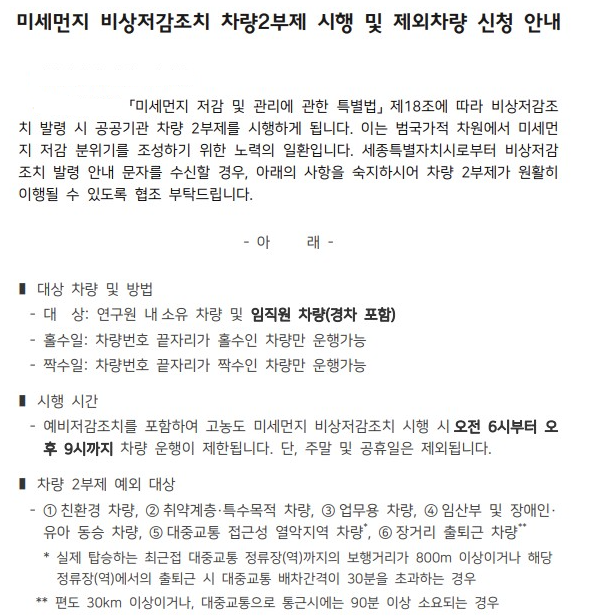 미세먼지 비상저감조치 차량2부제 시행 및 제외차량 신청 안내
「미세먼지 저감 및 관리에 관한 특별법」 제18조에 따라 비상저감조
치 발령 시 공공기관 차량 2부제를 시행하게 됩니다. 이는 범국가적 차원에서 미세먼
지 저감 분위기를 조성하기 위한 노력의 일환입니다. 세종특별자치시로부터 비상저감
조치 발령 안내 문자를 수신할 경우, 아래의 사항을 숙지하시어 차량 2부제가 원활히
이행될 수 있도록 협조 부탁드립니다.
- 아 래 -
▮ 대상 차량 및 방법
- 대 상: 연구원 내 소유 차량 및 임직원 차량(경차 포함)
- 홀수일: 차량번호 끝자리가 홀수인 차량만 운행가능
- 짝수일: 차량번호 끝자리가 짝수인 차량만 운행가능
▮ 시행 시간
- 예비저감조치를 포함하여 고농도 미세먼지 비상저감조치 시행 시 오전 6시부터 오
후 9시까지 차량 운행이 제한됩니다. 단, 주말 및 공휴일은 제외됩니다.
▮ 차량 2부제 예외 대상
- ① 친환경 차량, ② 취약계층·특수목적 차량, ③ 업무용 차량, ④ 임산부 및 장애인·
유아 동승 차량, ⑤ 대중교통 접근성 열악지역 차량*, ⑥ 장거리 출퇴근 차량**
* 실제 탑승하는 최근접 대중교통 정류장(역)까지의 보행거리가 800m 이상이거나 해당
정류장(역)에서의 출퇴근 시 대중교통 배차간격이 30분을 초과하는 경우
** 편도 30km 이상이거나, 대중교통으로 통근시에는 90분 이상 소요되는 경우